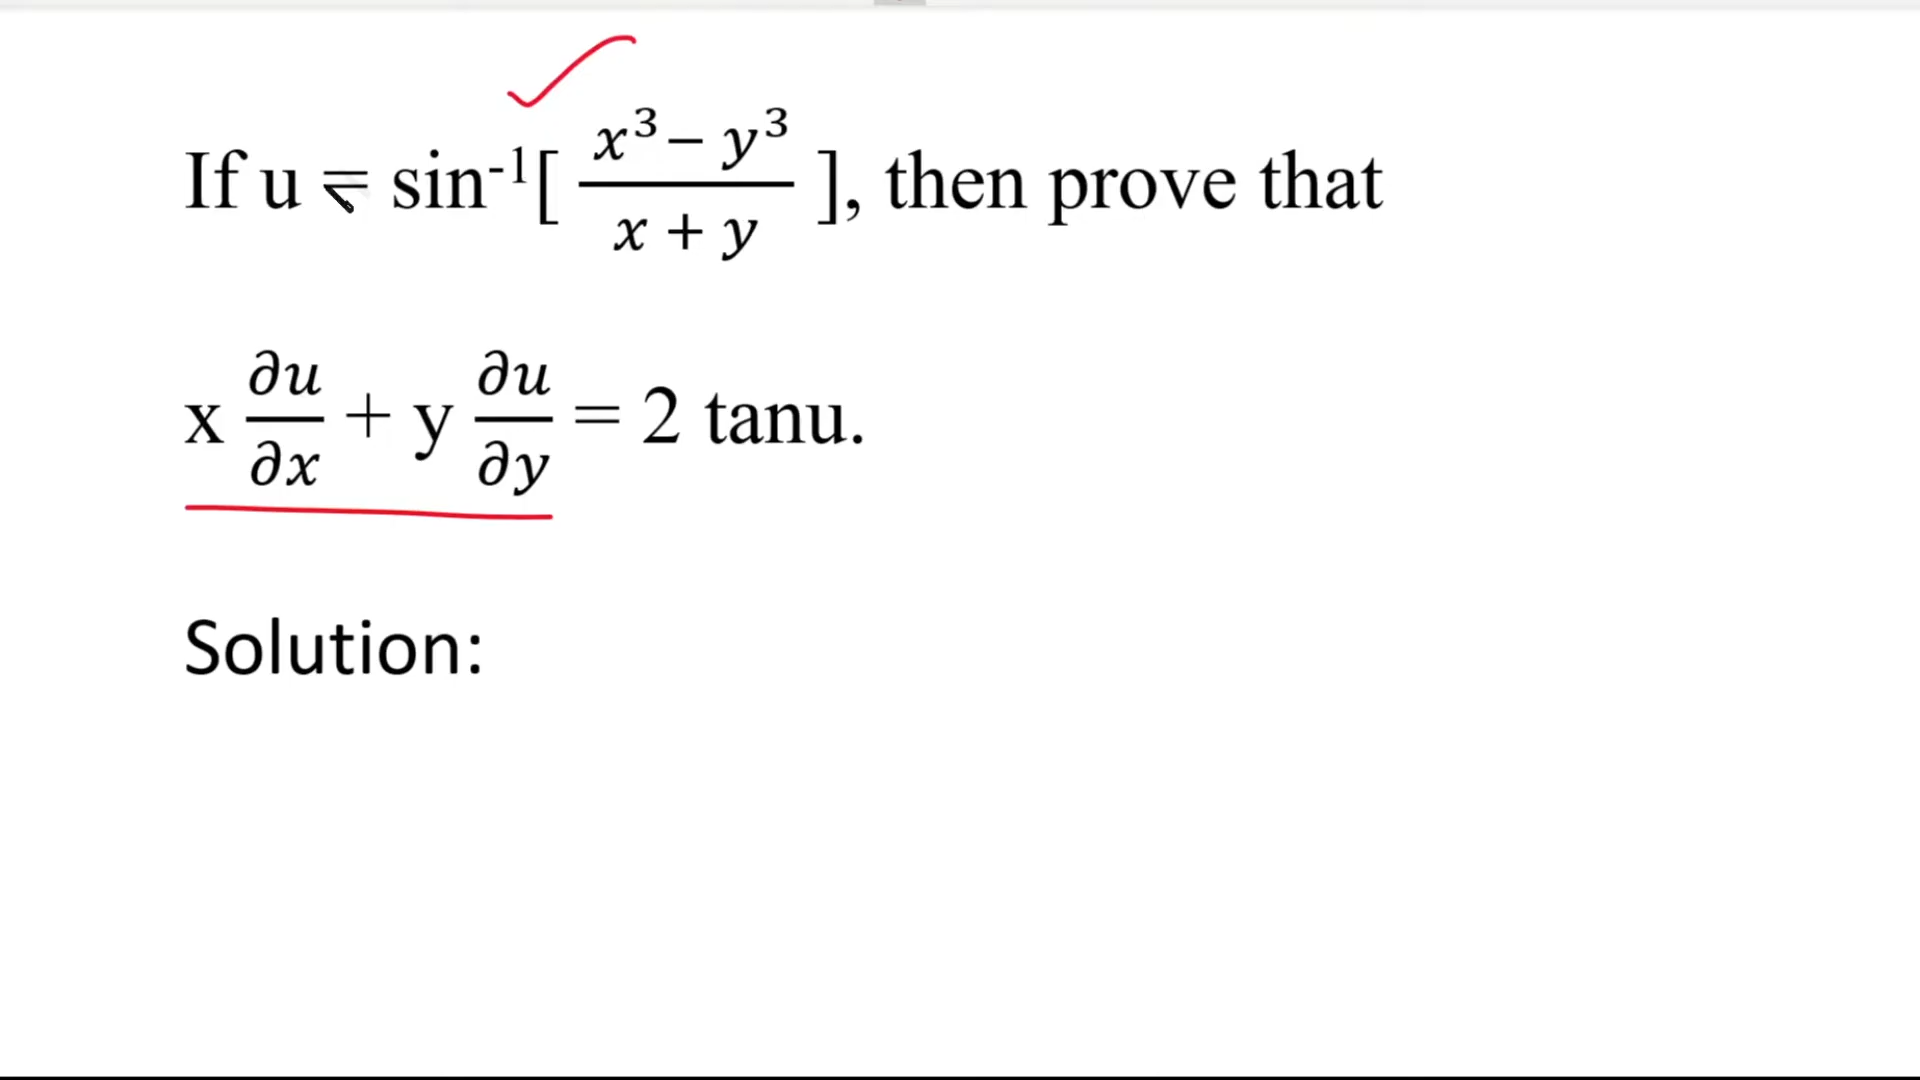 If u = sin⁻¹[ (x³ − y³)/(x + y) ], then prove that
x ∂u/∂x + y ∂u/∂y = 2 tanu.
Solution: